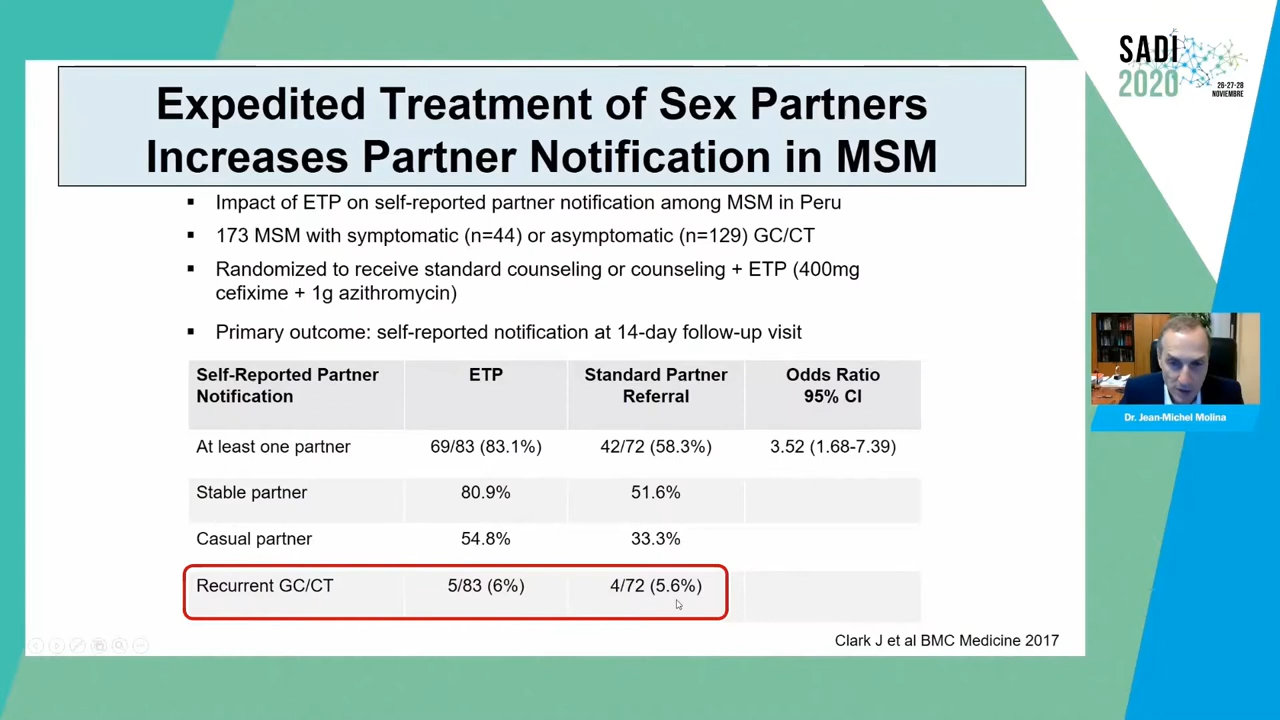 SADI
2020
26-27-28
NOVIEMBRE
Expedited Treatment of Sex Partners
Increases Partner Notification in MSM
▪ Impact of ETP on self-reported partner notification among MSM in Peru
▪ 173 MSM with symptomatic (n=44) or asymptomatic (n=129) GC/CT
▪ Randomized to receive standard counseling or counseling + ETP (400mg
cefixime + 1g azithromycin)
▪ Primary outcome: self-reported notification at 14-day follow-up visit
Self-Reported Partner Notification | ETP | Standard Partner Referral | Odds Ratio 95% CI
At least one partner | 69/83 (83.1%) | 42/72 (58.3%) | 3.52 (1.68-7.39)
Stable partner | 80.9% | 51.6%
Casual partner | 54.8% | 33.3%
Recurrent GC/CT | 5/83 (6%) | 4/72 (5.6%)
Clark J et al BMC Medicine 2017
Dr. Jean-Michel Molina